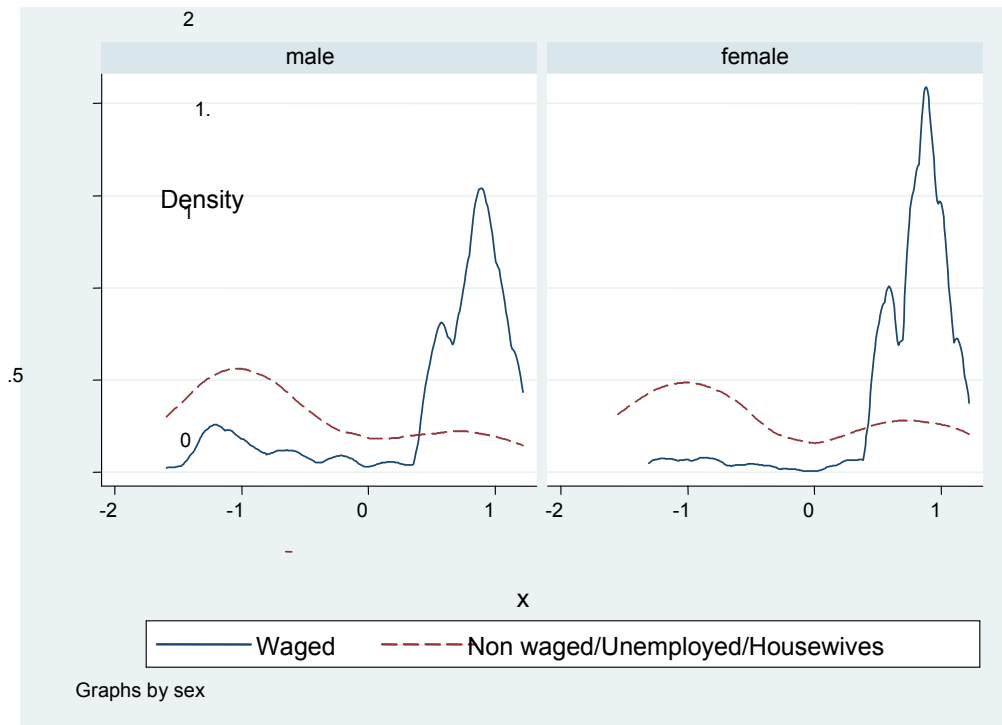 2
male female
1.
Density
1
.5
0
-2 -1 0 1 -2 -1 0 1
x
Waged Non waged/Unemployed/Housewives
Graphs by sex